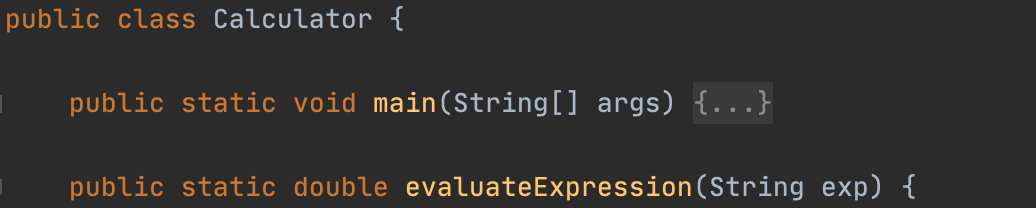 public class Calculator {
public static void main(String[] args) {...}
public static double evaluateExpression(String exp) {